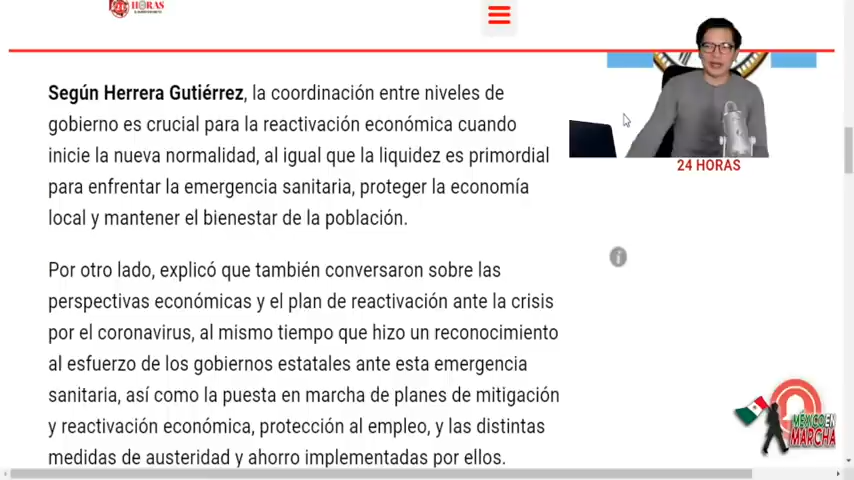 24 HORAS
Según Herrera Gutiérrez, la coordinación entre niveles de
gobierno es crucial para la reactivación económica cuando
inicie la nueva normalidad, al igual que la liquidez es primordial
para enfrentar la emergencia sanitaria, proteger la economía
local y mantener el bienestar de la población.
24 HORAS
Por otro lado, explicó que también conversaron sobre las
perspectivas económicas y el plan de reactivación ante la crisis
por el coronavirus, al mismo tiempo que hizo un reconocimiento
al esfuerzo de los gobiernos estatales ante esta emergencia
sanitaria, así como la puesta en marcha de planes de mitigación
y reactivación económica, protección al empleo, y las distintas
medidas de austeridad y ahorro implementadas por ellos.
MÉXICO EN
MARCHA